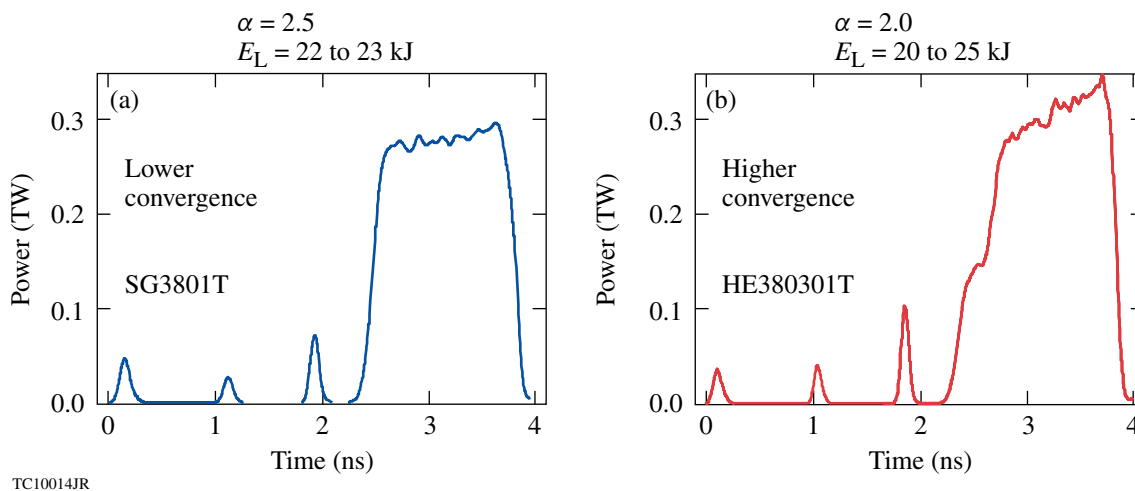 α = 2.5
E_L = 22 to 23 kJ
(a)
Lower
convergence
SG3801T
Power (TW)
0.3
0.2
0.1
0.0
0 1 2 3 4
Time (ns)
α = 2.0
E_L = 20 to 25 kJ
(b)
Higher
convergence
HE380301T
Power (TW)
0.3
0.2
0.1
0.0
0 1 2 3 4
Time (ns)
TC10014JR